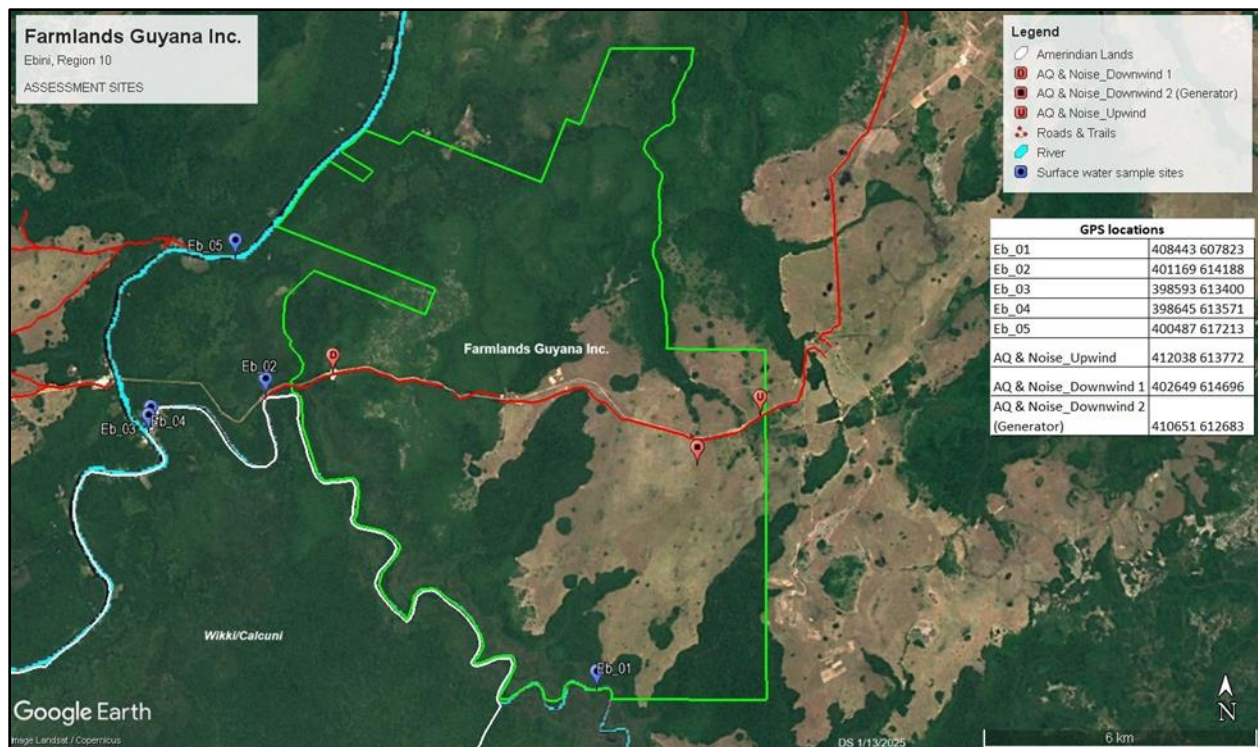 Farmlands Guyana Inc.
Ebini, Region 10
ASSESSMENT SITES
Legend
Amerindian Lands
D AQ & Noise_Downwind 1
AQ & Noise_Downwind 2 (Generator)
U AQ & Noise_Upwind
Roads & Trails
River
Surface water sample sites
GPS locations
Eb_01 408443 607823
Eb_02 401169 614188
Eb_03 398593 613400
Eb_04 398645 613571
Eb_05 400487 617213
AQ & Noise_Upwind 412038 613772
AQ & Noise_Downwind 1 402649 614696
AQ & Noise_Downwind 2
(Generator) 410651 612683
Eb_05
D
Farmlands Guyana Inc.
Eb_02
U
Eb_03
Eb_04
Wikki/Calcuni
Eb_01
N
Google Earth
Image Landsat / Copernicus
DS 1/13/2025
6 km